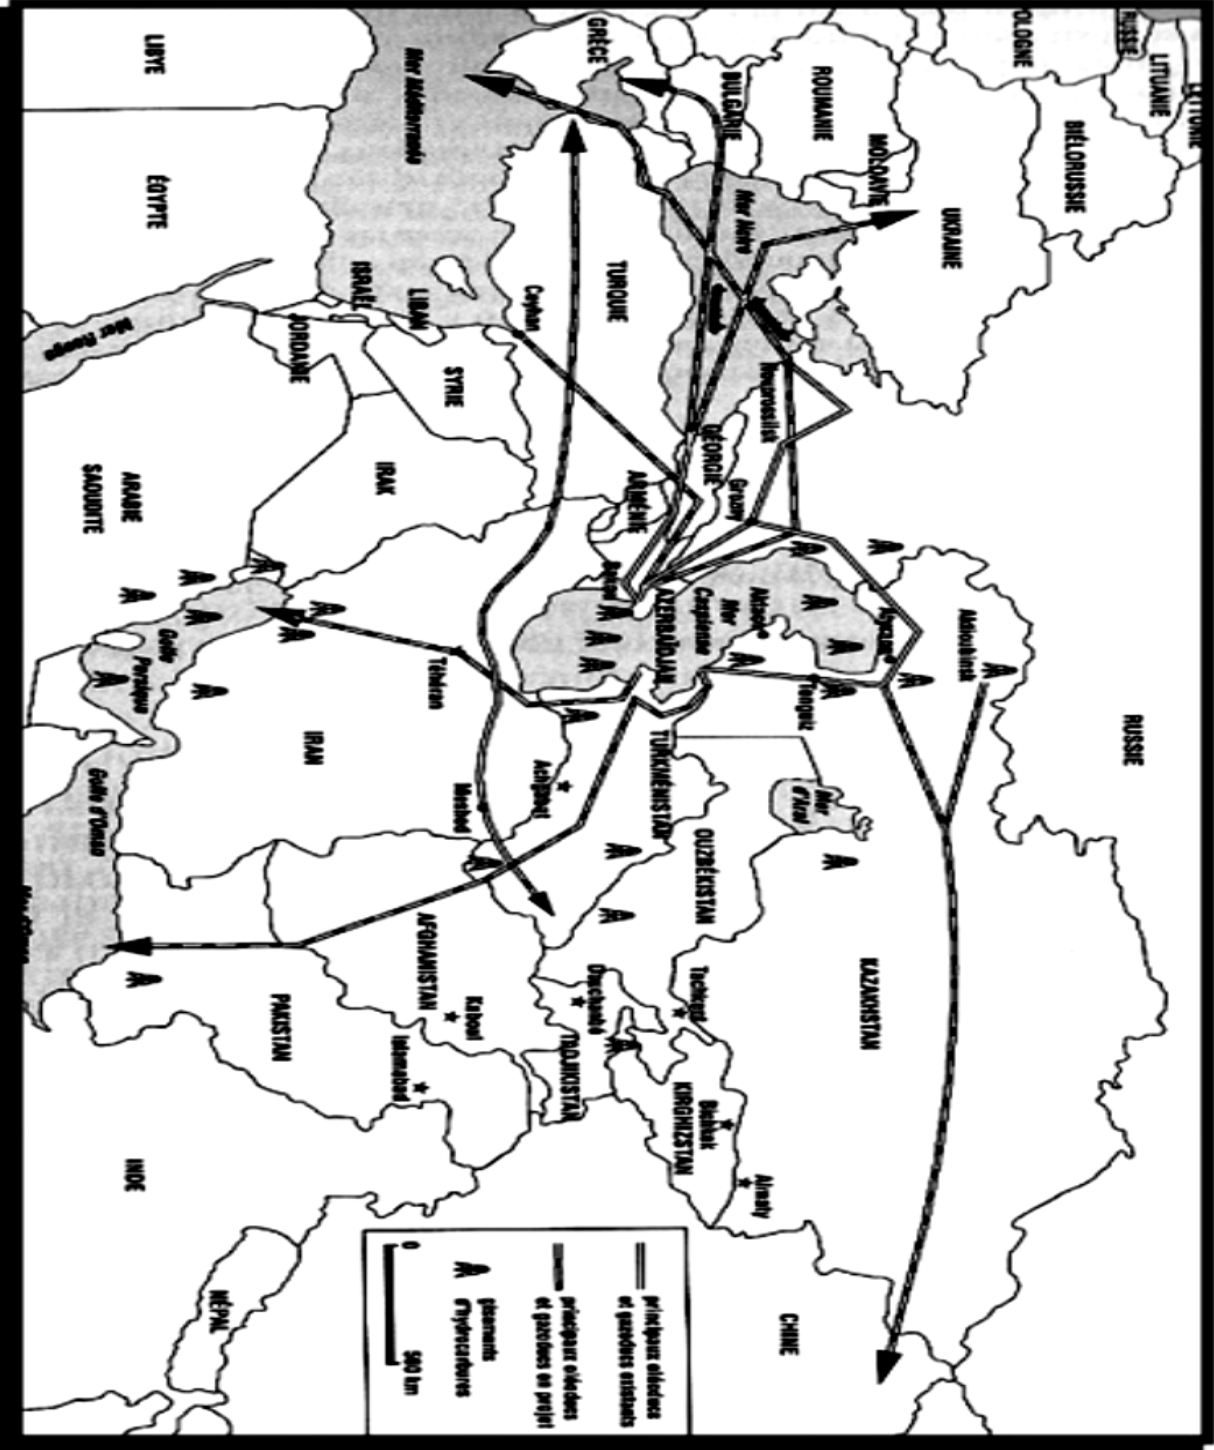 LETTONIE
LITUANIE
RUSSIE
OLOGNE
BIÉLORUSSIE
RUSSIE
UKRAINE
MOLDAVIE
ROUMANIE
BULGARIE
GRÈCE
Mer Noire
Novorossiisk
GÉORGIE
Grozny
ARMÉNIE
Bakou
AZERBAÏDJAN
Mer
Caspienne
Aktaou
Aktioubinsk
Tengiz
KAZAKHSTAN
Mer
d'Aral
OUZBÉKISTAN
TURKMÉNISTAN
Achgabat
Tachkent
Bichkek
KIRGHIZSTAN
Almaty
Douchanbé
TADJIKISTAN
CHINE
TURQUIE
Ceyhan
Mer Méditerranée
LIBYE
ÉGYPTE
ISRAËL
LIBAN
SYRIE
JORDANIE
Mer Rouge
IRAK
ARABIE
SAOUDITE
Golfe
Persique
Golfe d'Oman
Téhéran
IRAN
Meshed
AFGHANISTAN
Kaboul
Islamabad
PAKISTAN
INDE
NÉPAL
principaux oléoducs
et gazoducs existants
principaux oléoducs
et gazoducs en projet
gisements
d'hydrocarbures
0 500 km